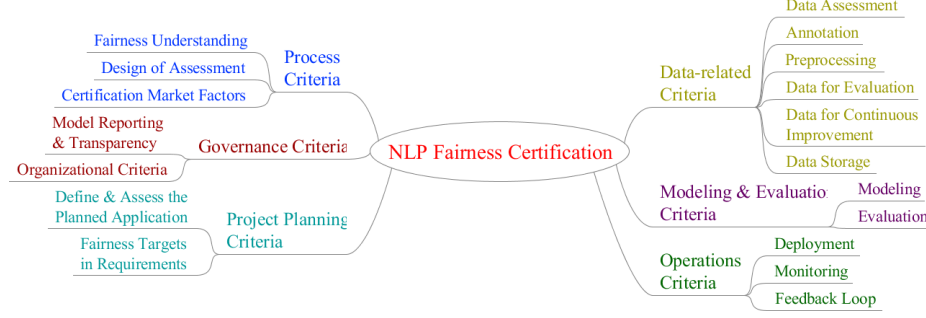 Fairness Understanding
Design of Assessment
Certification Market Factors
Process
Criteria
Model Reporting
& Transparency
Organizational Criteria
Governance Criteria
Define & Assess the
Planned Application
Fairness Targets
in Requirements
Project Planning
Criteria
NLP Fairness Certification
Data-related
Criteria
Data Assessment
Annotation
Preprocessing
Data for Evaluation
Data for Continuous
Improvement
Data Storage
Modeling & Evaluation
Criteria
Modeling
Evaluation
Operations
Criteria
Deployment
Monitoring
Feedback Loop